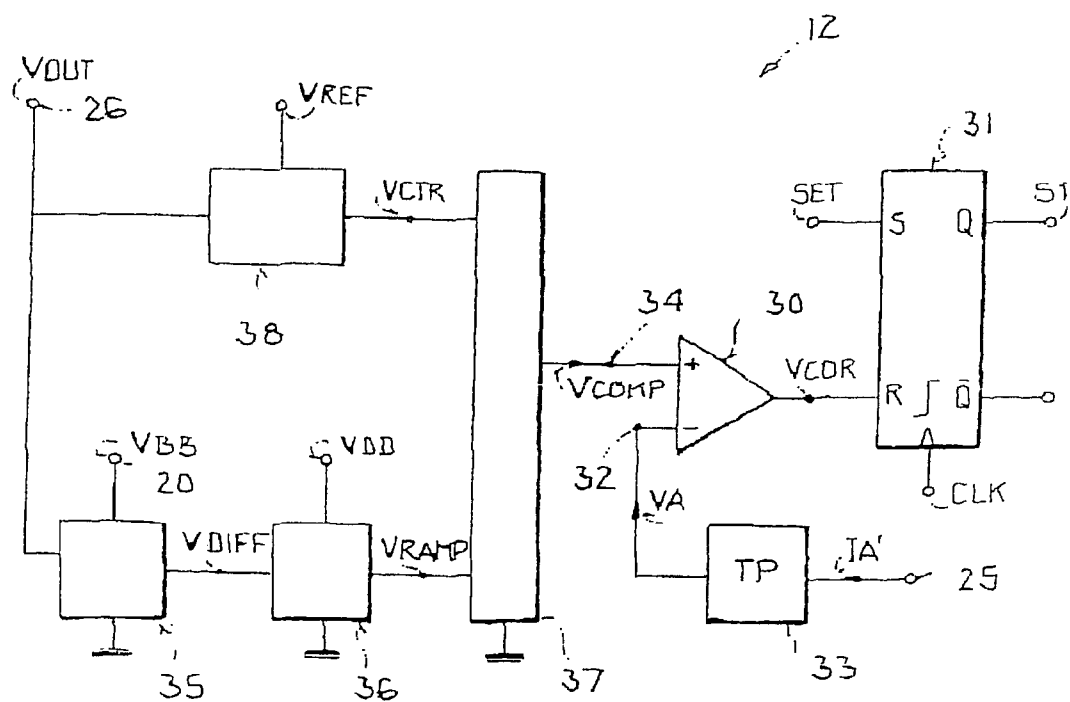 12
VOUT
26
VREF
31
VCTR
SET
ST
S Q
38
34
30
VCOMP
+
VCOR
R Q̄
VBB
20
VDD
32
−
CLK
VDIFF
VRAMP
VA
TP
IA'
25
35
36
37
33